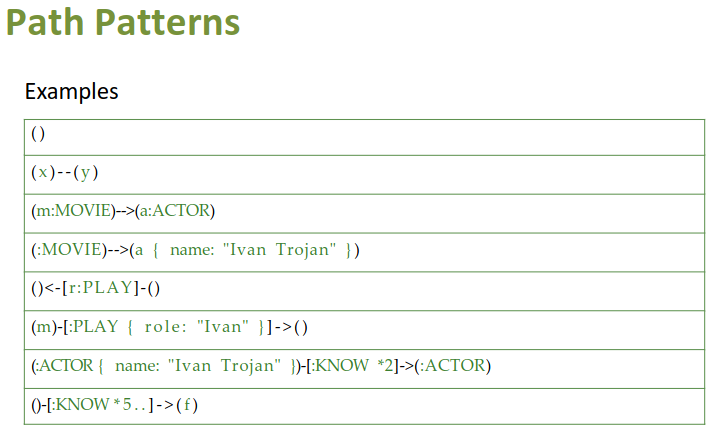 Path Patterns
Examples
()
(x)--(y)
(m:MOVIE)-->(a:ACTOR)
(:MOVIE)-->(a { name: "Ivan Trojan" })
()<-[r:PLAY]-()
(m)-[:PLAY { role: "Ivan" }]->()
(:ACTOR { name: "Ivan Trojan" })-[:KNOW *2]->(:ACTOR)
()-[:KNOW *5..]->(f)